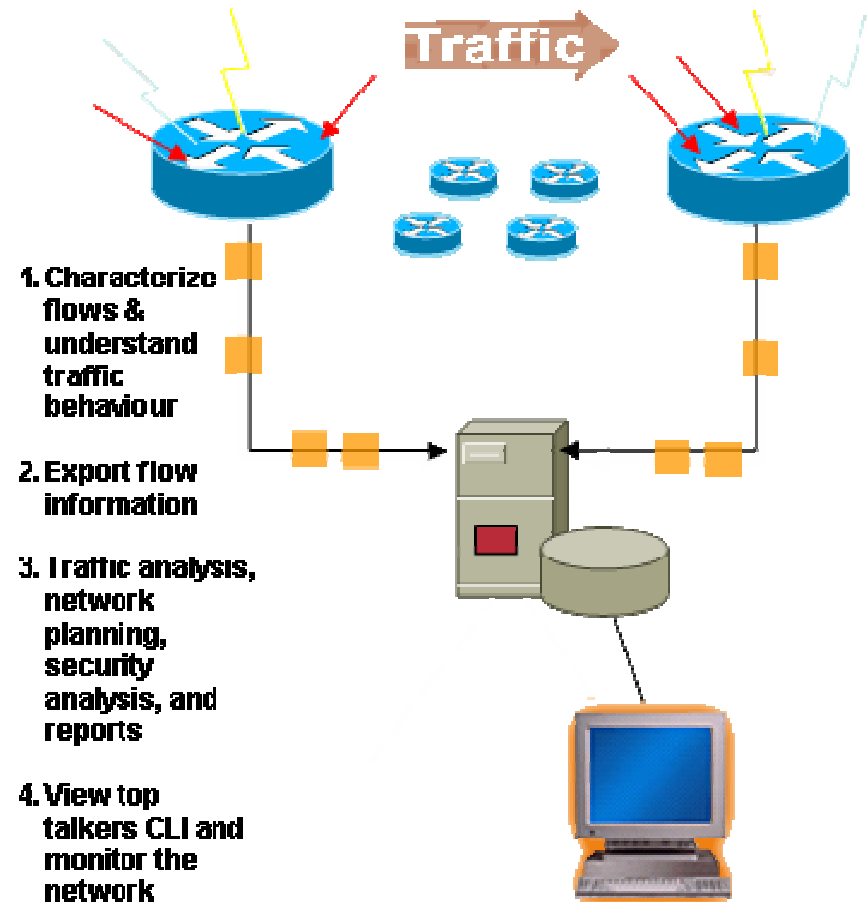 Traffic
1. Characterize
flows &
understand
traffic
behaviour
2. Export flow
information
3. Traffic analysis,
network
planning,
security
analysis, and
reports
4. View top
talkers CLI and
monitor the
network